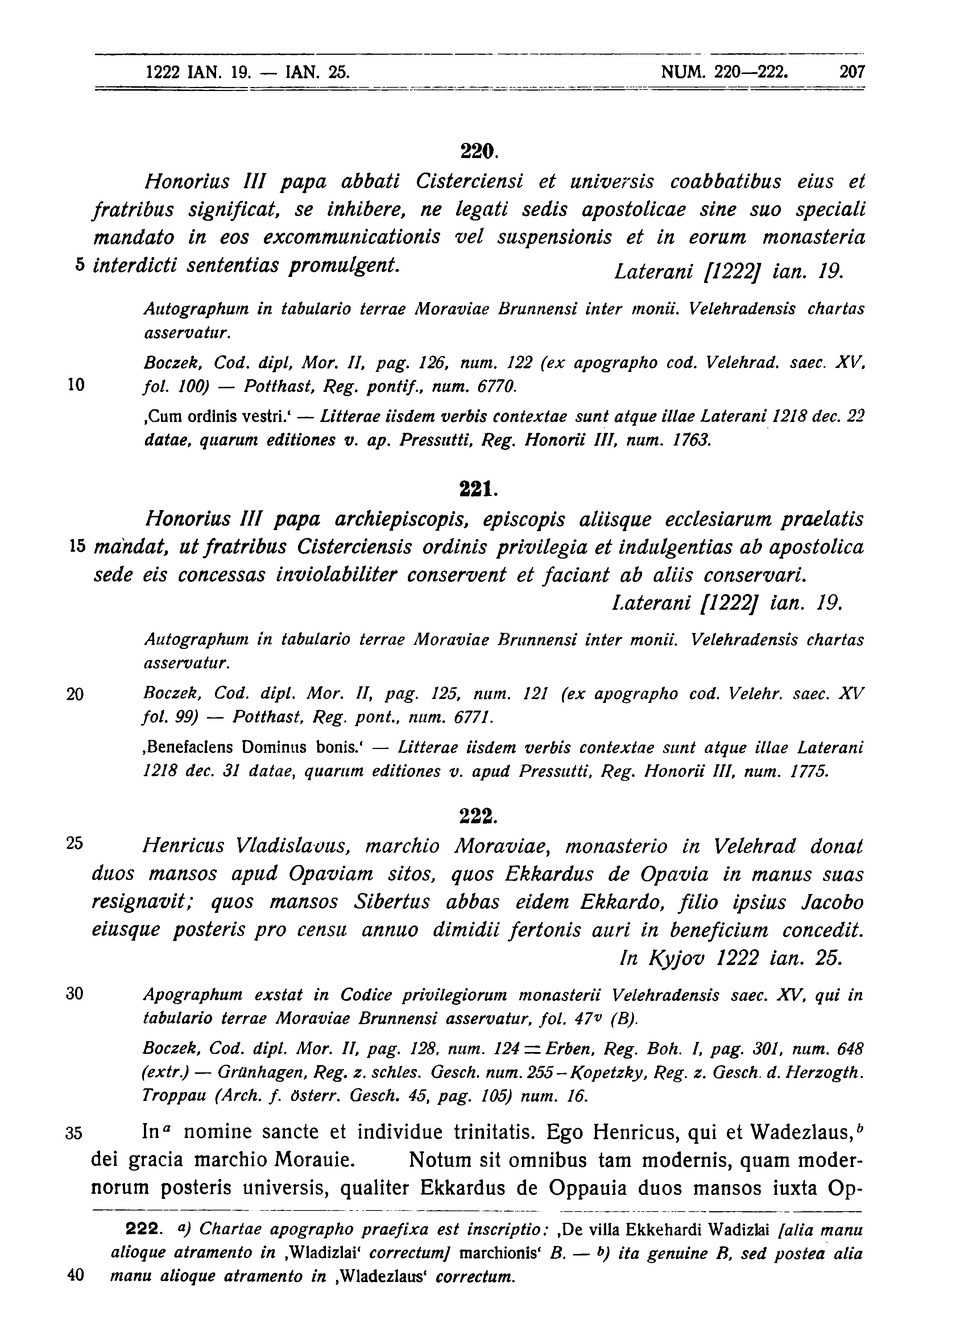 1222 IAN. 19. — IAN. 25. NUM. 220—222. 207
220.
Honorius III papa abbati Cisterciensi et universis coabbatibus eius et
fratribus significat, se inhibere, ne legati sedis apostolicae sine suo speciali
mandato in eos excommunicationis vel suspensionis et in eorum monasteria
5 interdicti sententias promulgent. Laterani [1222] ian. 19.
Autographum in tabulario terrae Moraviae Brunnensi inter monii. Velehradensis chartas
asservatur.
Boczek, Cod. dipl, Mor. II, pag. 126, num. 122 (ex apographo cod. Velehrad. saec. XV,
10 fol. 100) — Potthast, Reg. pontif., num. 6770.
‚Cum ordinis vestri.‘ — Litterae iisdem verbis contextae sunt atque illae Laterani 1218 dec. 22
datae, quarum editiones v. ap. Pressutti, Reg. Honorii III, num. 1763.
221.
Honorius III papa archiepiscopis, episcopis aliisque ecclesiarum praelatis
15 mandat, ut fratribus Cisterciensis ordinis privilegia et indulgentias ab apostolica
sede eis concessas inviolabiliter conservent et faciant ab aliis conservari.
Laterani [1222] ian. 19.
Autographum in tabulario terrae Moraviae Brunnensi inter monii. Velehradensis chartas
asservatur.
20 Boczek, Cod. dipl. Mor. II, pag. 125, num. 121 (ex apographo cod. Velehr. saec. XV
fol. 99) — Potthast, Reg. pont., num. 6771.
‚Benefaciens Dominus bonis.‘ — Litterae iisdem verbis contextae sunt atque illae Laterani
1218 dec. 31 datae, quarum editiones v. apud Pressutti, Reg. Honorii III, num. 1775.
222.
25 Henricus Vladislavus, marchio Moraviae, monasterio in Velehrad donat
duos mansos apud Opaviam sitos, quos Ekkardus de Opavia in manus suas
resignavit; quos mansos Sibertus abbas eidem Ekkardo, filio ipsius Jacobo
eiusque posteris pro censu annuo dimidii fertonis auri in beneficium concedit.
In Kyjov 1222 ian. 25.
30 Apographum exstat in Codice privilegiorum monasterii Velehradensis saec. XV, qui in
tabulario terrae Moraviae Brunnensi asservatur, fol. 47v (B).
Boczek, Cod. dipl. Mor. II, pag. 128, num. 124 = Erben, Reg. Boh. I, pag. 301, num. 648
(extr.) — Grünhagen, Reg. z. schles. Gesch. num. 255 – Kopetzky, Reg. z. Gesch. d. Herzogth.
Troppau (Arch. f. österr. Gesch. 45, pag. 105) num. 16.
35 In a nomine sancte et individue trinitatis. Ego Henricus, qui et Wadezlaus, b
dei gracia marchio Morauie. Notum sit omnibus tam modernis, quam moder-
norum posteris universis, qualiter Ekkardus de Oppauia duos mansos iuxta Op-
222. a) Chartae apographo praefixa est inscriptio: ‚De villa Ekkehardi Wadizlai [alia manu
alioque atramento in ‚Wladizlai‘ correctum] marchionis‘ B. — b) ita genuine B, sed postea alia
40 manu alioque atramento in ‚Wladezlaus‘ correctum.